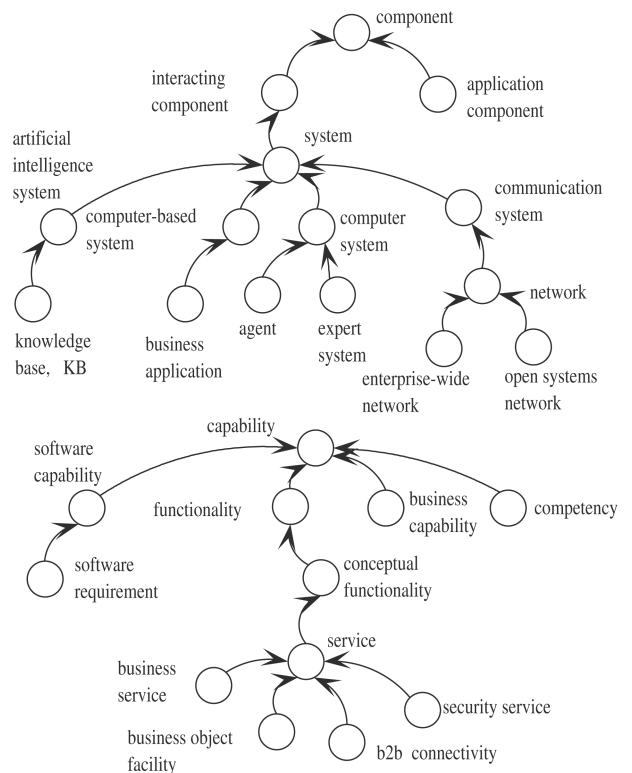 component
interacting
component
application
component
system
artificial
intelligence
system
communication
system
computer-based
system
computer
system
network
knowledge
base, KB
business
application
agent
expert
system
enterprise-wide
network
open systems
network
capability
software
capability
functionality
business
capability
competency
software
requirement
conceptual
functionality
service
business
service
security service
business object
facility
b2b connectivity